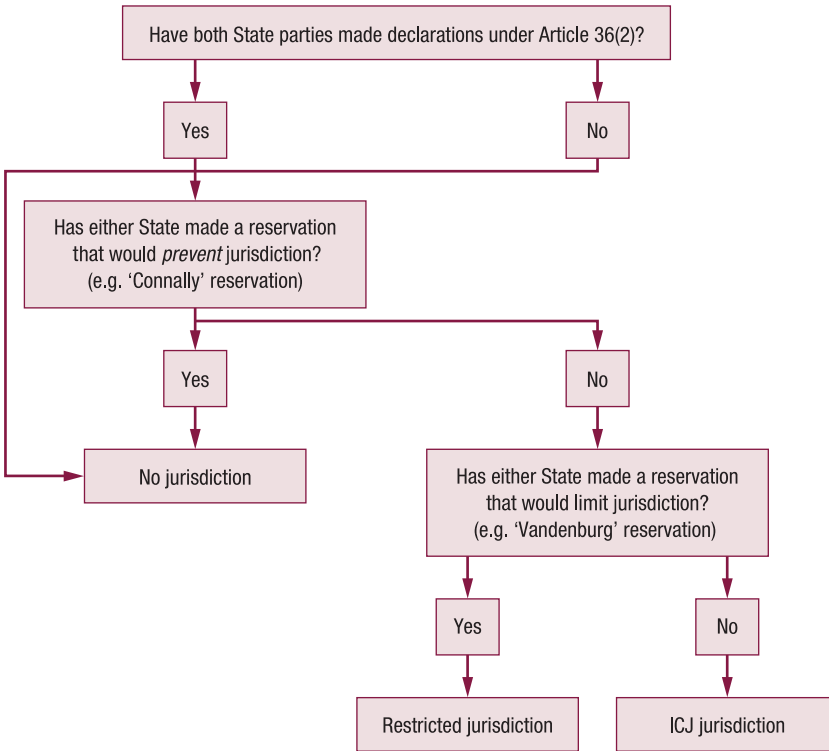 Have both State parties made declarations under Article 36(2)?
Yes
No
Has either State made a reservation
that would prevent jurisdiction?
(e.g. ‘Connally’ reservation)
Yes
No
No jurisdiction
Has either State made a reservation
that would limit jurisdiction?
(e.g. ‘Vandenburg’ reservation)
Yes
No
Restricted jurisdiction
ICJ jurisdiction